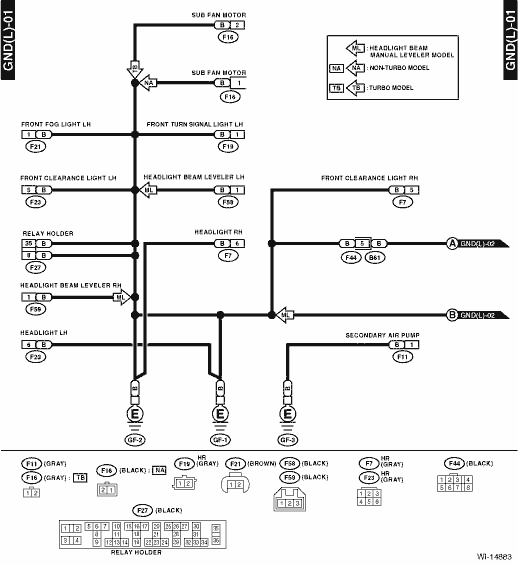 GND(L)-01
GND(L)-01
SUB FAN MOTOR
B 2
F16
TB
ML : HEADLIGHT BEAM
MANUAL LEVELER MODEL
NA NA : NON-TURBO MODEL
TB TB : TURBO MODEL
SUB FAN MOTOR
NA B 1
F16
FRONT FOG LIGHT LH FRONT TURN SIGNAL LIGHT LH
1 B B 1
F21 F19
FRONT CLEARANCE LIGHT LH HEADLIGHT BEAM LEVELER LH FRONT CLEARANCE LIGHT RH
5 B ML B 1 B 5
F23 F58 F7
RELAY HOLDER HEADLIGHT RH
35 B B 6 B 5 B A GND(L)-02
8 B
F27 F7 F44 B61
HEADLIGHT BEAM LEVELER RH
1 B ML
F59 ML B GND(L)-02
HEADLIGHT LH SECONDARY AIR PUMP
6 B B 1
F23 F11
B B B
E E E
GF-2 GF-1 GF-3
F11 (GRAY)
F16 (GRAY) : TB
1 2
F16 (BLACK) : NA
2 1
F19 HR (GRAY)
1 2
F21 (BROWN)
1 2
F58 (BLACK)
F59 (BLACK)
1 2 3
F7 HR (GRAY)
F23 HR (GRAY)
1 2 3
4 5 6
F44 (BLACK)
1 2 3 4
5 6 7 8
F27 (BLACK)
1 2 5 6 7 10 15 16 17 20 25 26 27 30 35
8 11 18 21 28 31
3 4 9 12 13 14 19 22 23 24 29 32 33 34 36
RELAY HOLDER
WI-14883